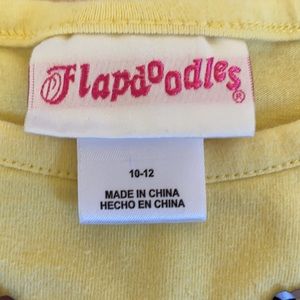 Flapdoodles®
10-12
MADE IN CHINA
HECHO EN CHINA